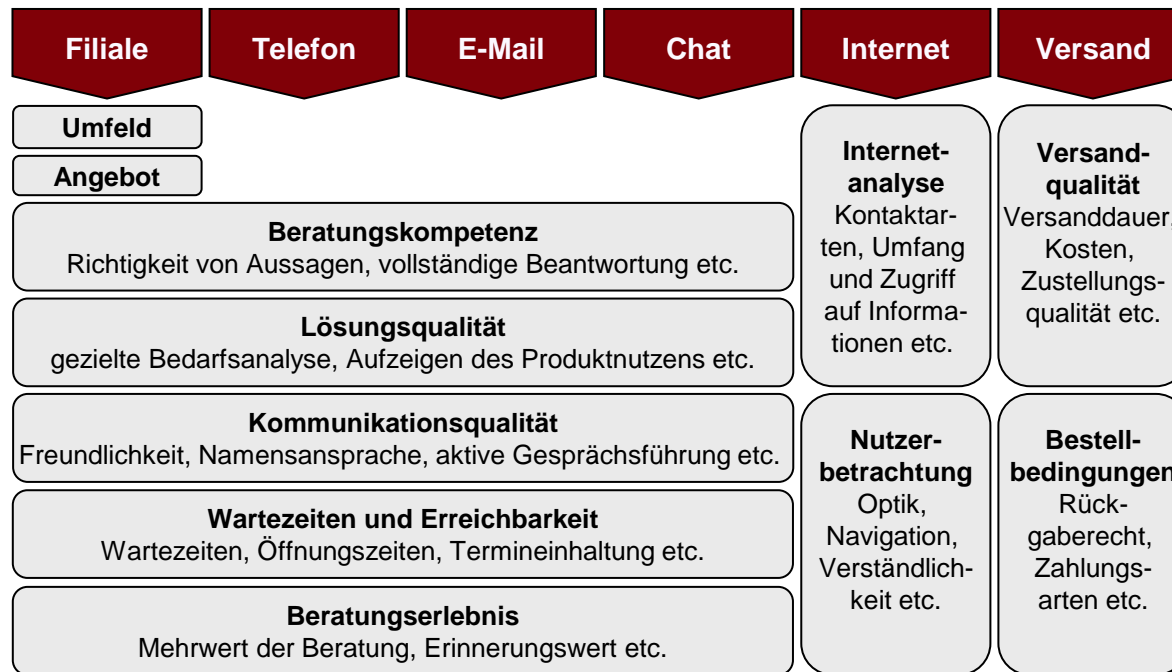 Filiale
Telefon
E-Mail
Chat
Internet
Versand
Umfeld
Angebot
Beratungskompetenz
Richtigkeit von Aussagen, vollständige Beantwortung etc.
Lösungsqualität
gezielte Bedarfsanalyse, Aufzeigen des Produktnutzens etc.
Kommunikationsqualität
Freundlichkeit, Namensansprache, aktive Gesprächsführung etc.
Wartezeiten und Erreichbarkeit
Wartezeiten, Öffnungszeiten, Termineinhaltung etc.
Beratungserlebnis
Mehrwert der Beratung, Erinnerungswert etc.
Internet-
analyse
Kontaktar-
ten, Umfang
und Zugriff
auf Informa-
tionen etc.
Nutzer-
betrachtung
Optik,
Navigation,
Verständlich-
keit etc.
Versand-
qualität
Versanddauer,
Kosten,
Zustellungs-
qualität etc.
Bestell-
bedingungen
Rück-
gaberecht,
Zahlungs-
arten etc.